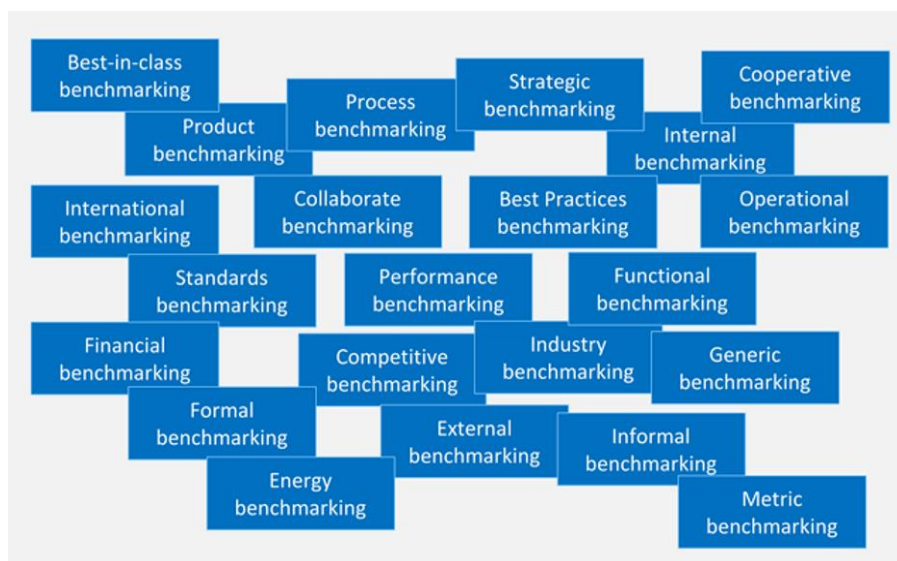 Best-in-class
benchmarking
Product
benchmarking
Process
benchmarking
Strategic
benchmarking
Cooperative
benchmarking
Internal
benchmarking
International
benchmarking
Collaborate
benchmarking
Best Practices
benchmarking
Operational
benchmarking
Standards
benchmarking
Performance
benchmarking
Functional
benchmarking
Financial
benchmarking
Competitive
benchmarking
Industry
benchmarking
Generic
benchmarking
Formal
benchmarking
External
benchmarking
Informal
benchmarking
Energy
benchmarking
Metric
benchmarking